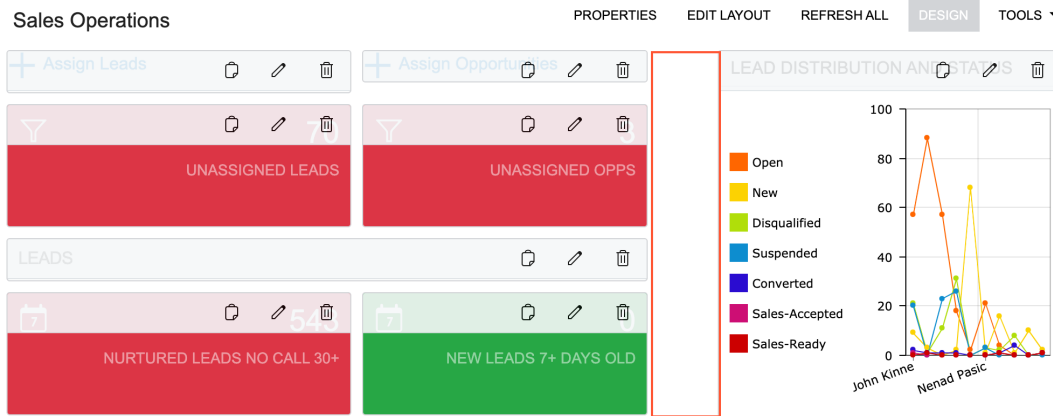 Sales Operations
PROPERTIES EDIT LAYOUT REFRESH ALL DESIGN TOOLS
Assign Leads
Assign Opportunities
LEAD DISTRIBUTION AND STATUS
70
3
UNASSIGNED LEADS
UNASSIGNED OPPS
LEADS
7
543
7
0
NURTURED LEADS NO CALL 30+
NEW LEADS 7+ DAYS OLD
100
80
60
40
20
0
Open
New
Disqualified
Suspended
Converted
Sales-Accepted
Sales-Ready
John Kinne
Nenad Pasic